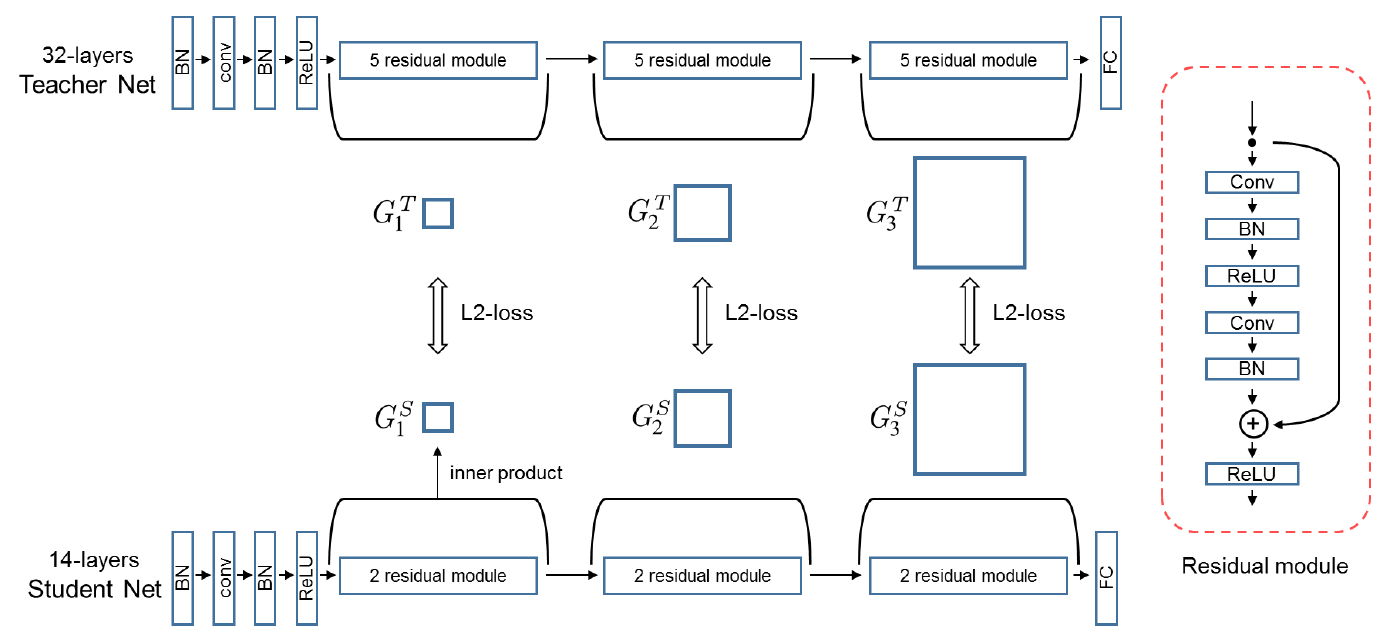 32-layers
Teacher Net
BN
conv
BN
ReLU
5 residual module
5 residual module
5 residual module
FC
G_1^T
G_2^T
G_3^T
L2-loss
L2-loss
L2-loss
G_1^S
G_2^S
G_3^S
inner product
14-layers
Student Net
BN
conv
BN
ReLU
2 residual module
2 residual module
2 residual module
FC
Conv
BN
ReLU
Conv
BN
+
ReLU
Residual module